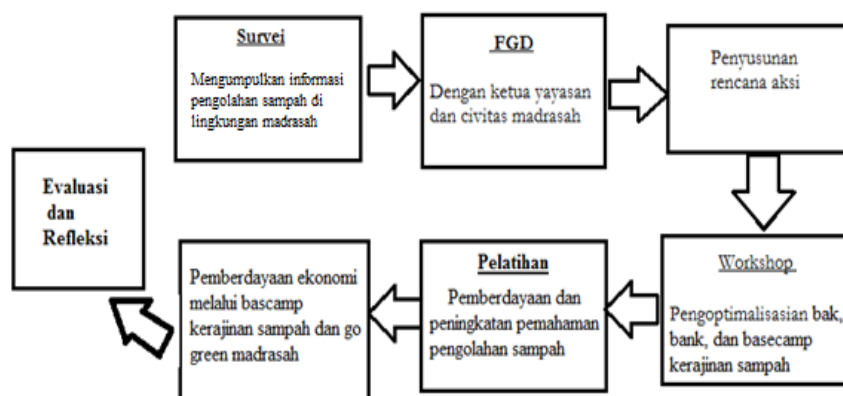 Survei
Mengumpulkan informasi
pengolahan sampah di
lingkungan madrasah
FGD
Dengan ketua yayasan
dan civitas madrasah
Penyusunan
rencana aksi
Workshop
Pengoptimalisasian bak,
bank, dan basecamp
kerajinan sampah
Pelatihan
Pemberdayaan dan
peningkatan pemahaman
pengolahan sampah
Pemberdayaan ekonomi
melahui bascamp
kerajinan sampah dan go
green madrasah
Evaluasi
dan
Refleksi